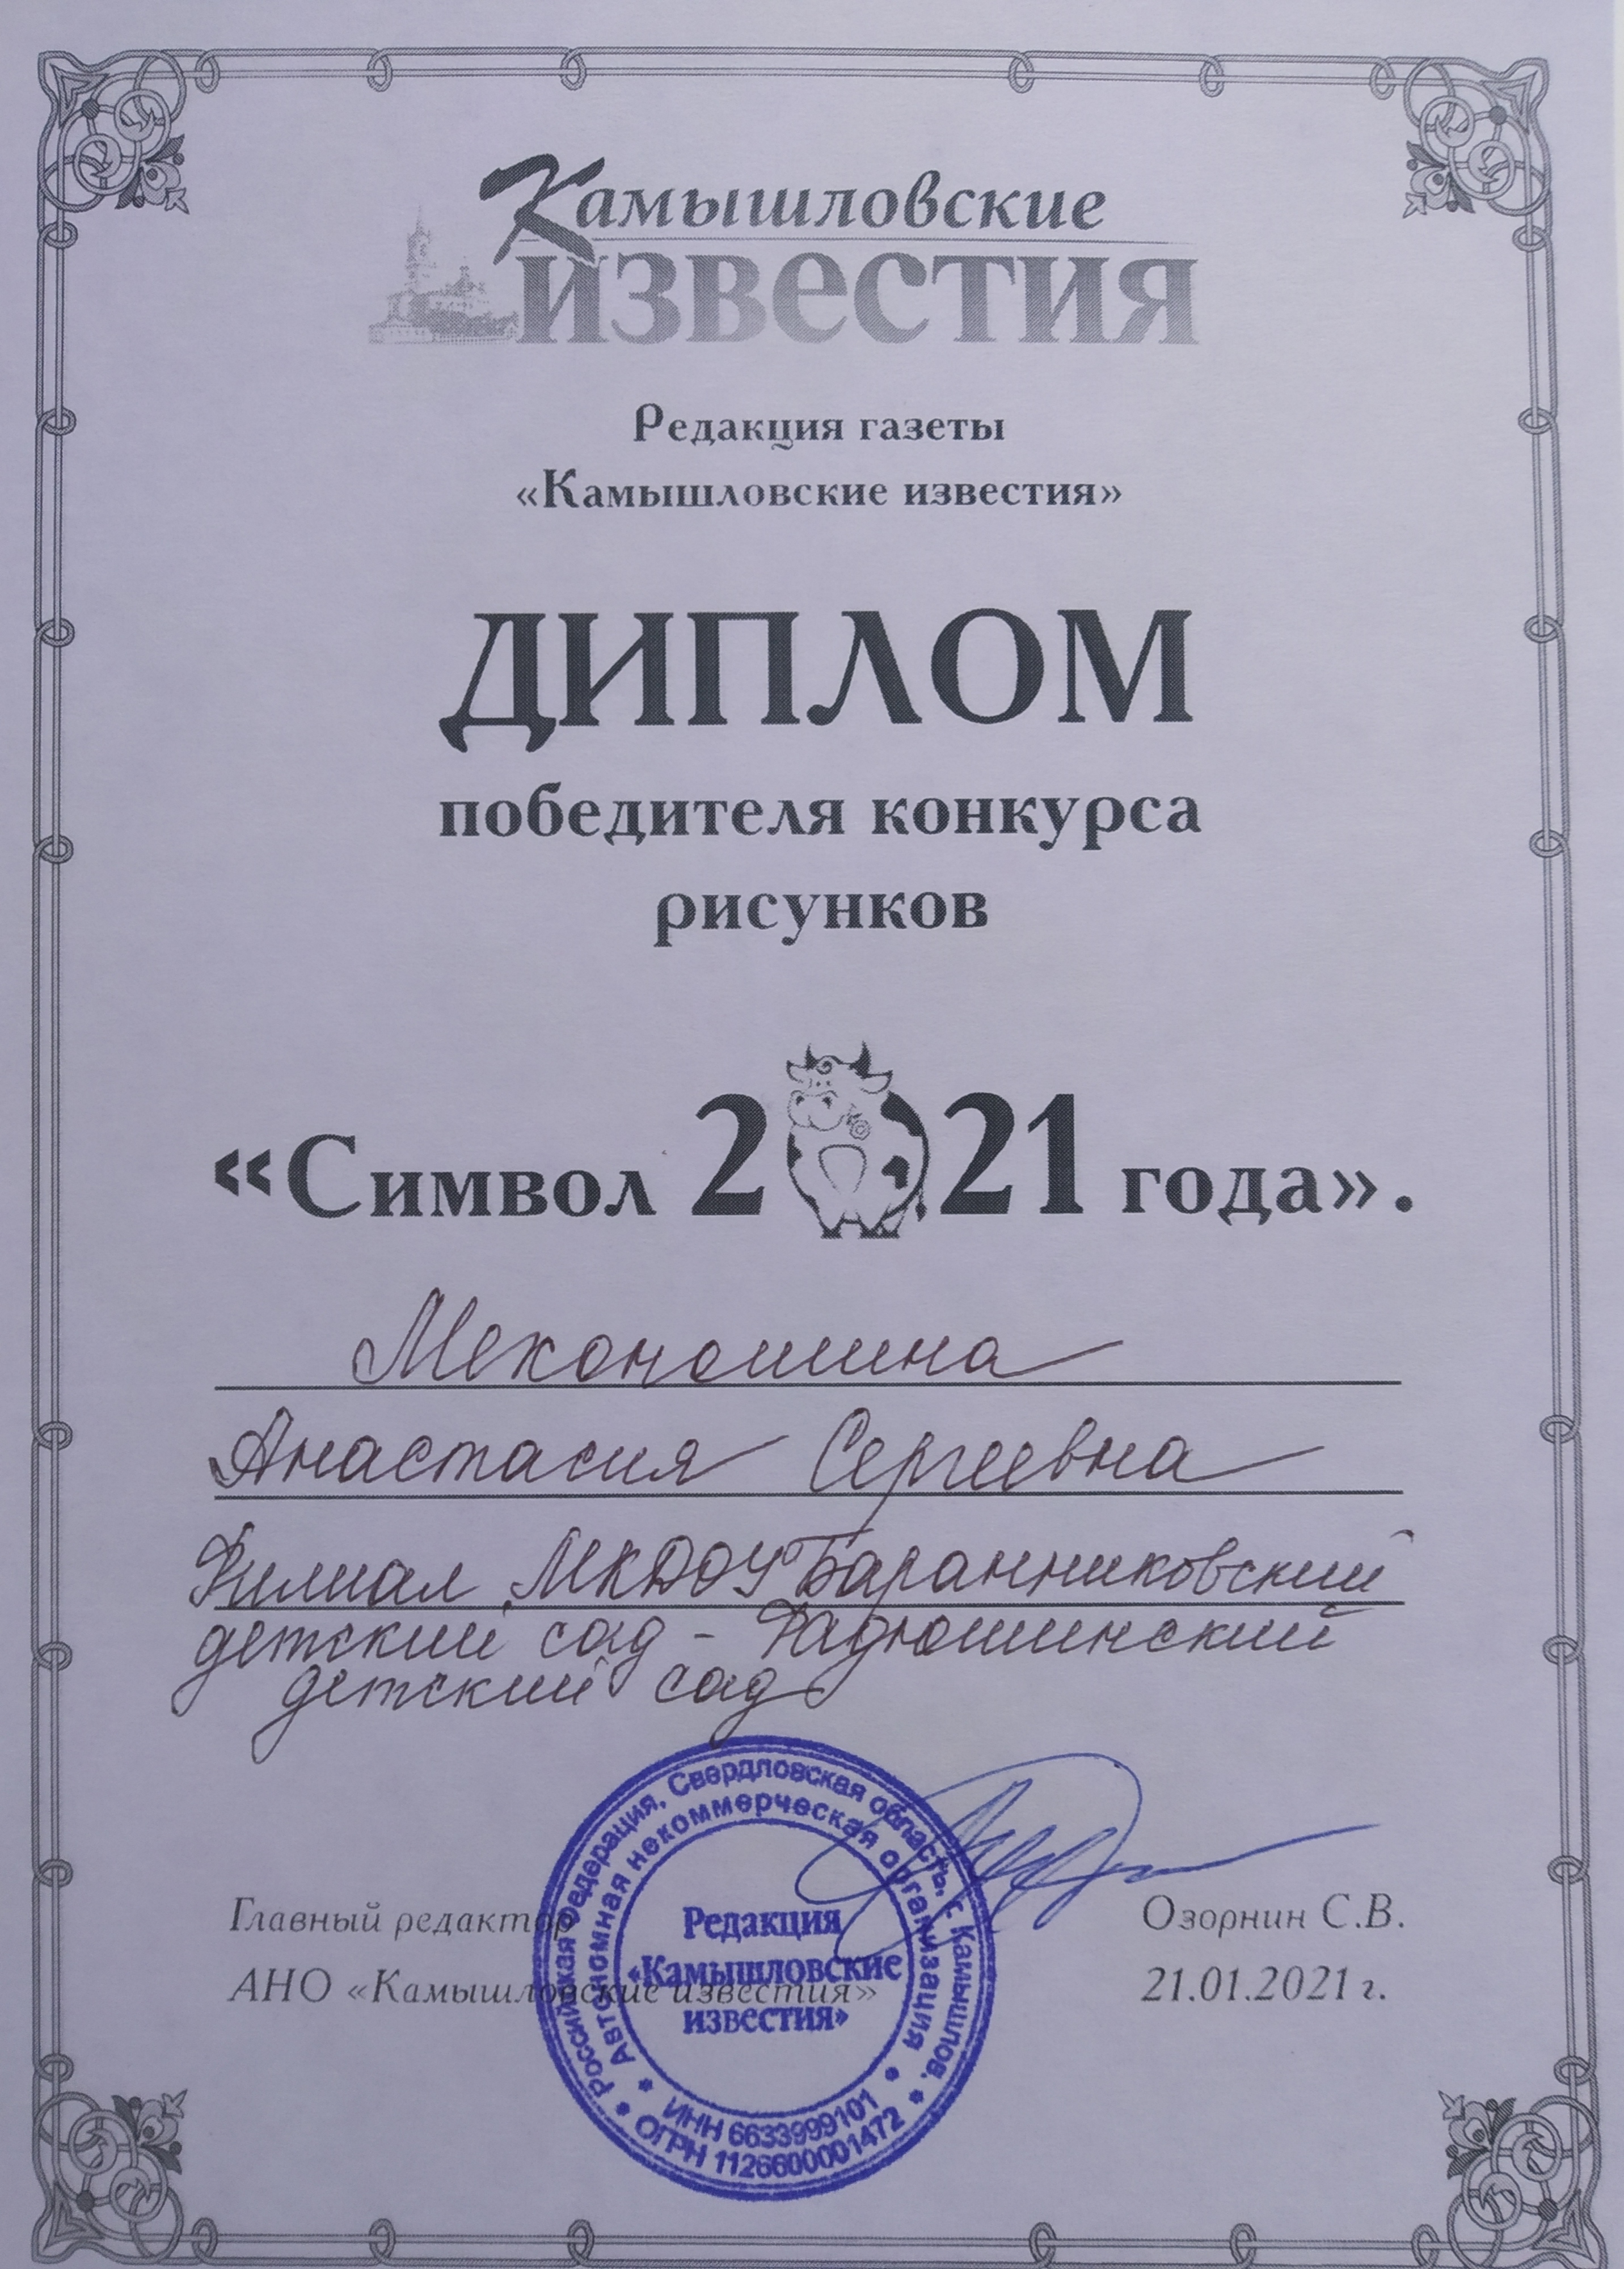 Камышловские
известия
Редакция газеты
«Камышловские известия»
ДИПЛОМ
победителя конкурса
рисунков
«Символ 2021 года».
Мехоношина
Анастасия Сергеевна
Филиал МКДОУ Баранниковский
детский сад - Фадюшинский
детский сад
Российская Федерация, Свердловская область, г. Камышлов.
Автономная некоммерческая организация
Редакция
«Камышловские
известия»
ИНН 6633999101
ОГРН 1126600001472
Главный редактор
Озорнин С.В.
АНО «Камышловские известия»
21.01.2021 г.